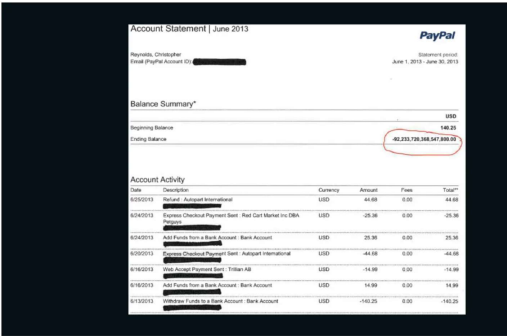 Account Statement | June 2013
PayPal
Reynolds, Christopher
Statement period:
Email (PayPal Account ID):
June 1, 2013 - June 30, 2013
Balance Summary*
USD
Beginning Balance 140.25
Ending Balance -92,233,720,368,547,800.00
Account Activity
Date Description Currency Amount Fees Total**
6/25/2013 Refund : Autopart International USD 44.68 0.00 44.68
6/24/2013 Express Checkout Payment Sent : Red Cart Market Inc DBA USD -25.36 0.00 -25.36
6/24/2013 Add Funds from a Bank Account : Bank Account USD 25.36 0.00 25.36
6/20/2013 Express Checkout Payment Sent : Autopart International USD -44.68 0.00 -44.68
6/16/2013 Web Accept Payment Sent : Trillian AB USD -14.99 0.00 -14.99
6/16/2013 Add Funds from a Bank Account : Bank Account USD 14.99 0.00 14.99
6/13/2013 Withdraw Funds to a Bank Account : Bank Account USD -140.25 0.00 -140.25